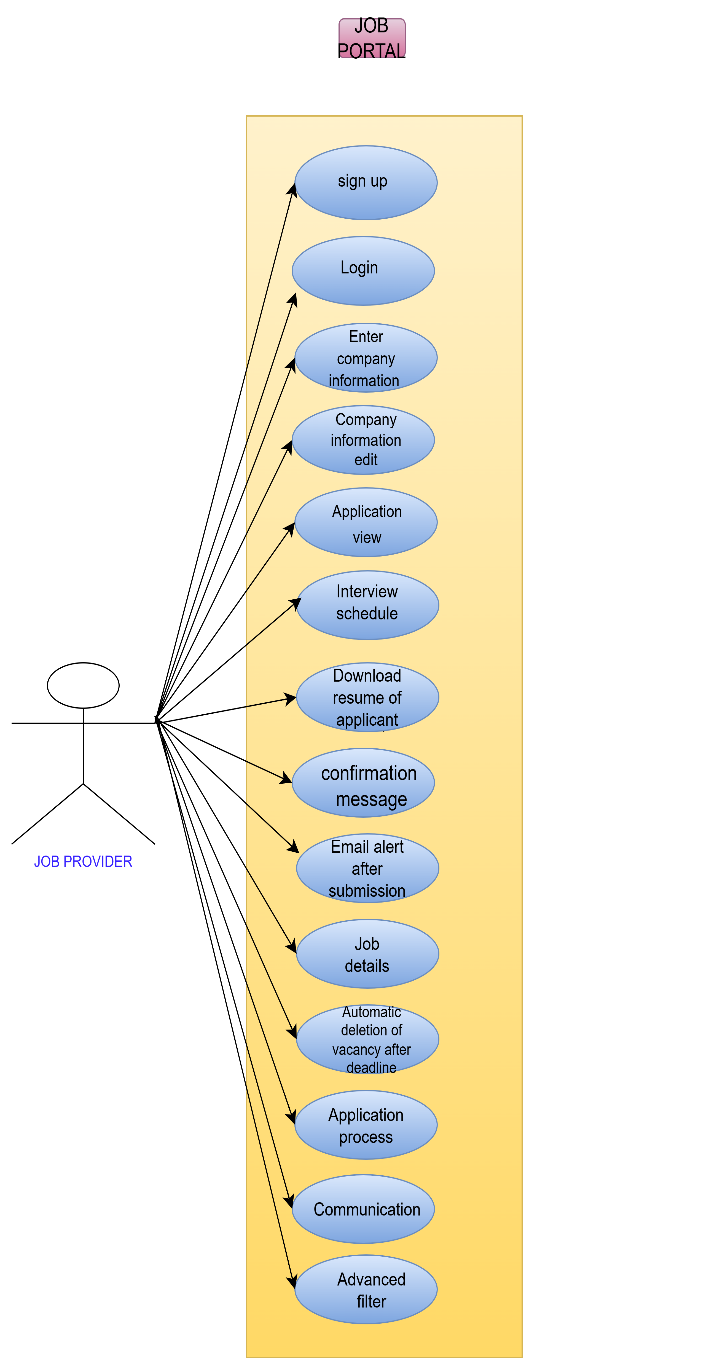 JOB
PORTAL
sign up
Login
Enter
company
information
Company
information
edit
Application
view
Interview
schedule
Download
resume of
applicant
confirmation
message
JOB PROVIDER
Email alert
after
submission
Job
details
Automatic
deletion of
vacancy after
deadline
Application
process
Communication
Advanced
filter